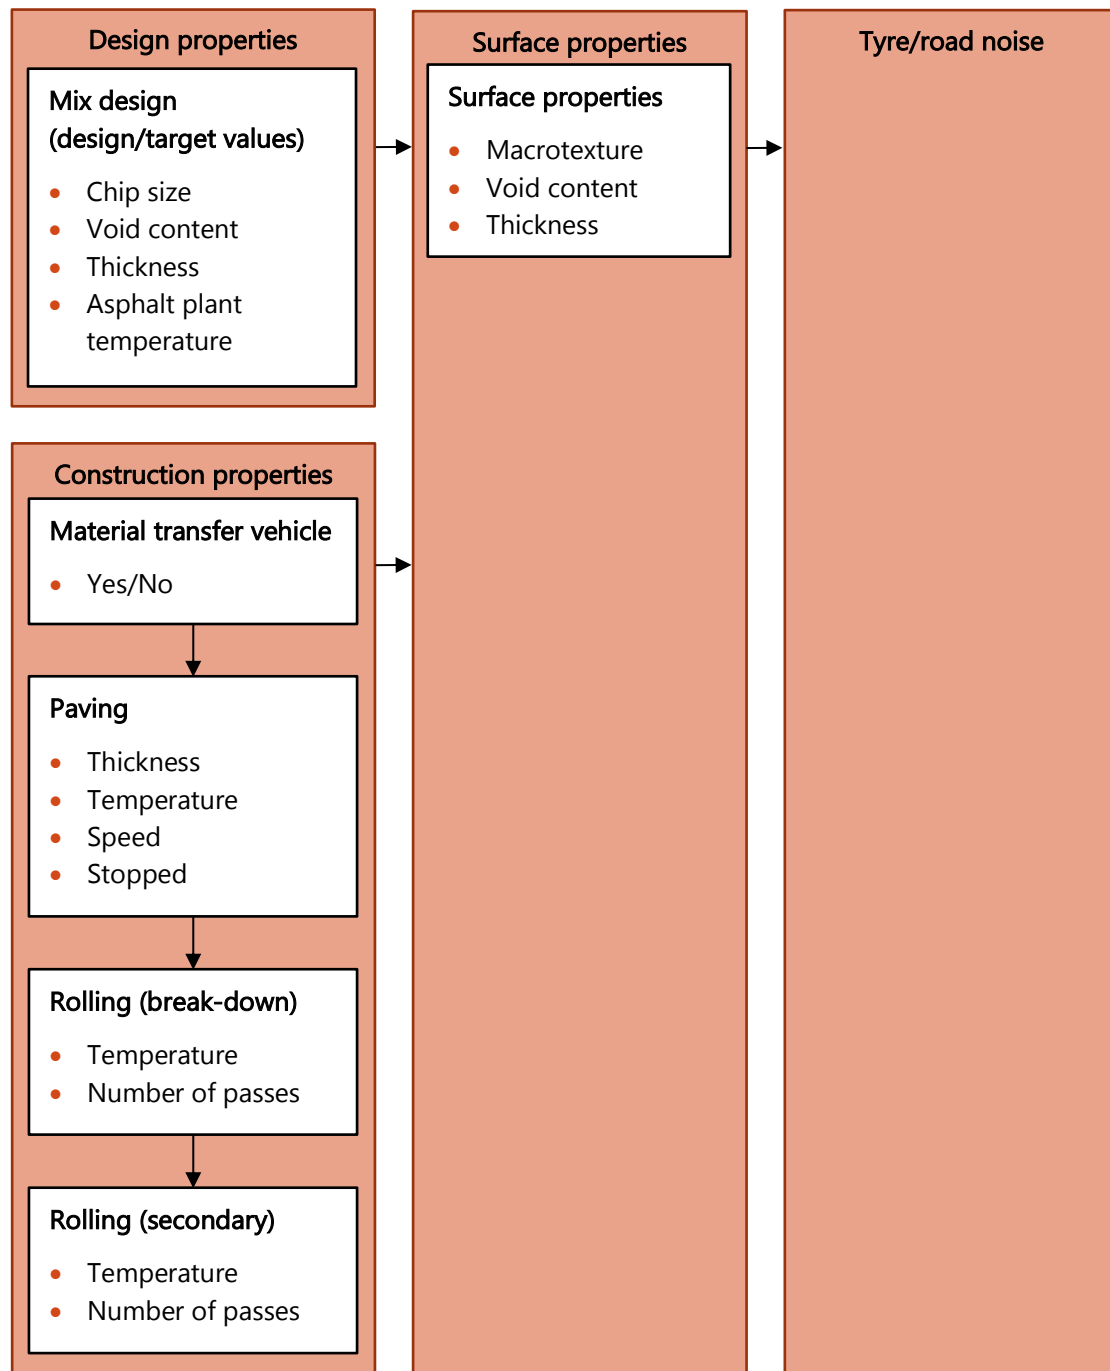 Design properties
Mix design
(design/target values)
• Chip size
• Void content
• Thickness
• Asphalt plant
temperature
Construction properties
Material transfer vehicle
• Yes/No
Paving
• Thickness
• Temperature
• Speed
• Stopped
Rolling (break-down)
• Temperature
• Number of passes
Rolling (secondary)
• Temperature
• Number of passes
Surface properties
Surface properties
• Macrotexture
• Void content
• Thickness
Tyre/road noise